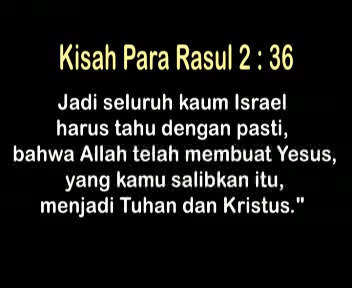 Kisah Para Rasul 2 : 36
Jadi seluruh kaum Israel
harus tahu dengan pasti,
bahwa Allah telah membuat Yesus,
yang kamu salibkan itu,
menjadi Tuhan dan Kristus."